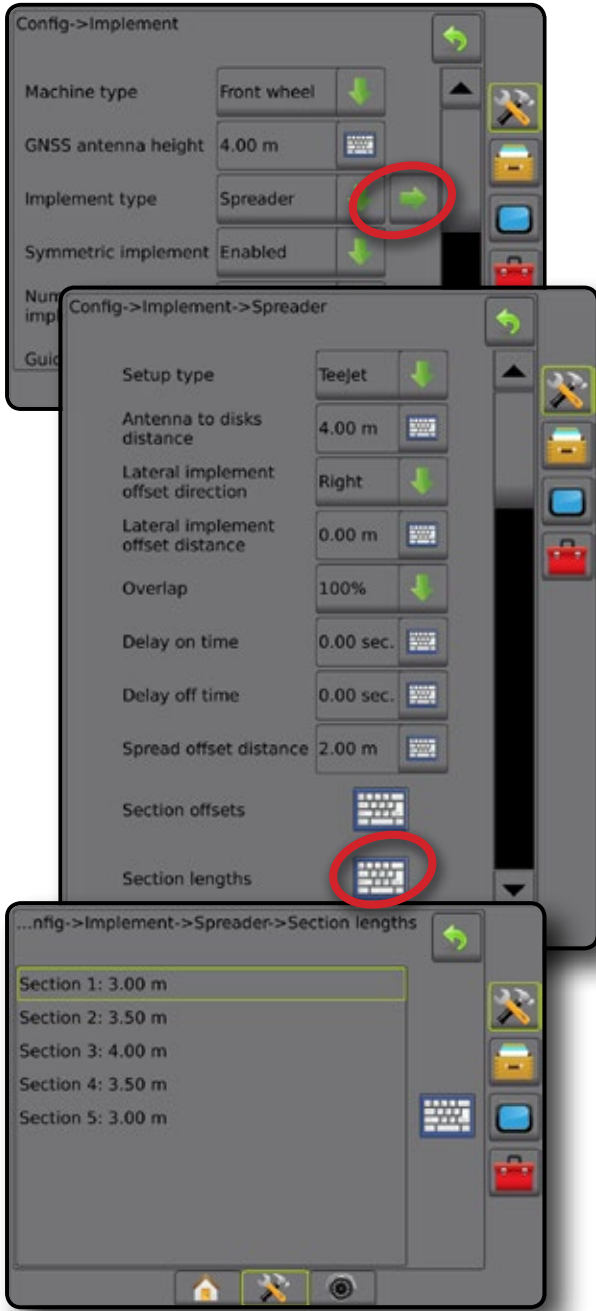 Config->Implement
Machine type Front wheel
GNSS antenna height 4.00 m
Implement type Spreader
Symmetric implement Enabled
Config->Implement->Spreader
Setup type TeeJet
Antenna to disks
distance 4.00 m
Lateral implement
offset direction Right
Lateral implement
offset distance 0.00 m
Overlap 100%
Delay on time 0.00 sec.
Delay off time 0.00 sec.
Spread offset distance 2.00 m
Section offsets
Section lengths
...nfig->Implement->Spreader->Section lengths
Section 1: 3.00 m
Section 2: 3.50 m
Section 3: 4.00 m
Section 4: 3.50 m
Section 5: 3.00 m